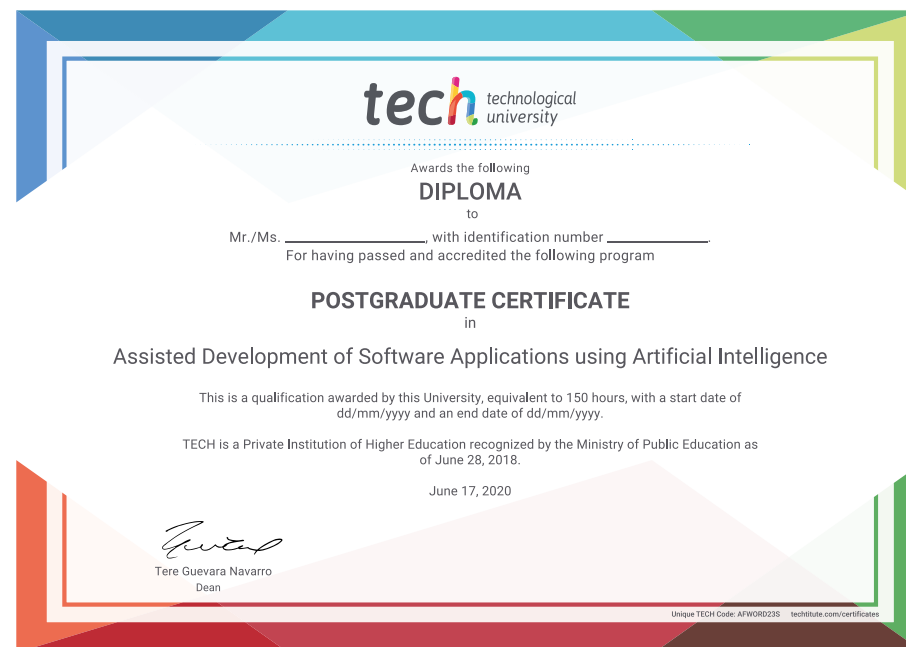 tech technological
university
Awards the following
DIPLOMA
to
Mr./Ms. ____________________, with identification number ______________.
For having passed and accredited the following program
POSTGRADUATE CERTIFICATE
in
Assisted Development of Software Applications using Artificial Intelligence
This is a qualification awarded by this University, equivalent to 150 hours, with a start date of
dd/mm/yyyy and an end date of dd/mm/yyyy.
TECH is a Private Institution of Higher Education recognized by the Ministry of Public Education as
of June 28, 2018.
June 17, 2020
Tere Guevara Navarro
Dean
Unique TECH Code: AFWORD23S techtitute.com/certificates